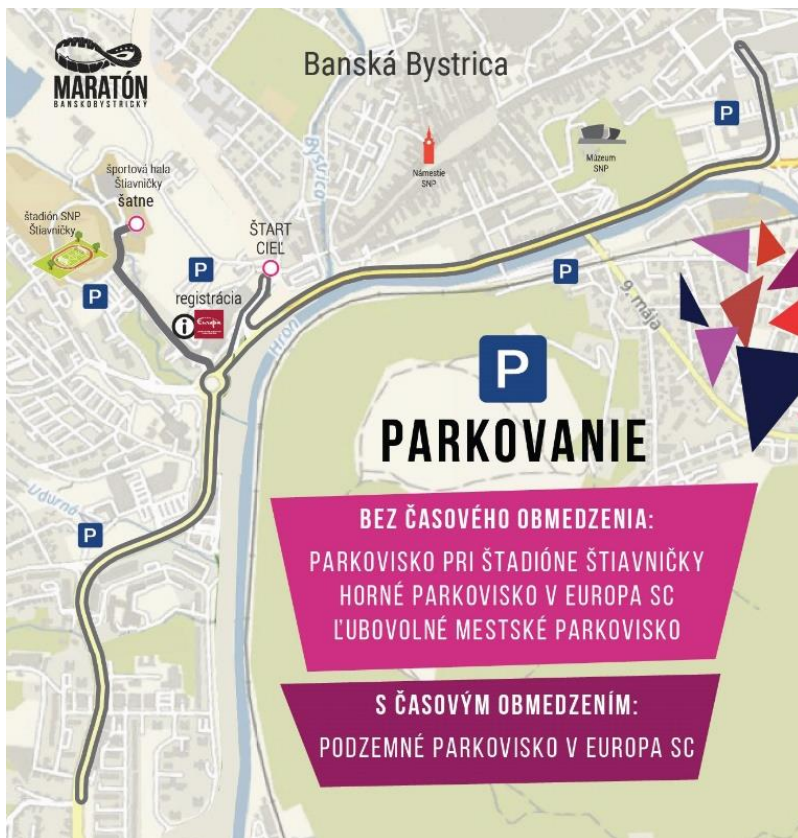 MARATÓN
BANSKOBYSTRICKÝ
Banská Bystrica
P
Bystrica
Námestie
SNP
Múzeum
SNP
športová hala
Štiavničky
šatne
štadión SNP
Štiavničky
ŠTART
CIEĽ
P
P
P
registrácia
i
Európa
Hron
9. mája
P
PARKOVANIE
Udurná
P
BEZ ČASOVÉHO OBMEDZENIA:
PARKOVISKO PRI ŠTADIÓNE ŠTIAVNIČKY
HORNÉ PARKOVISKO V EUROPA SC
ĽUBOVOLNÉ MESTSKÉ PARKOVISKO
S ČASOVÝM OBMEDZENÍM:
PODZEMNÉ PARKOVISKO V EUROPA SC